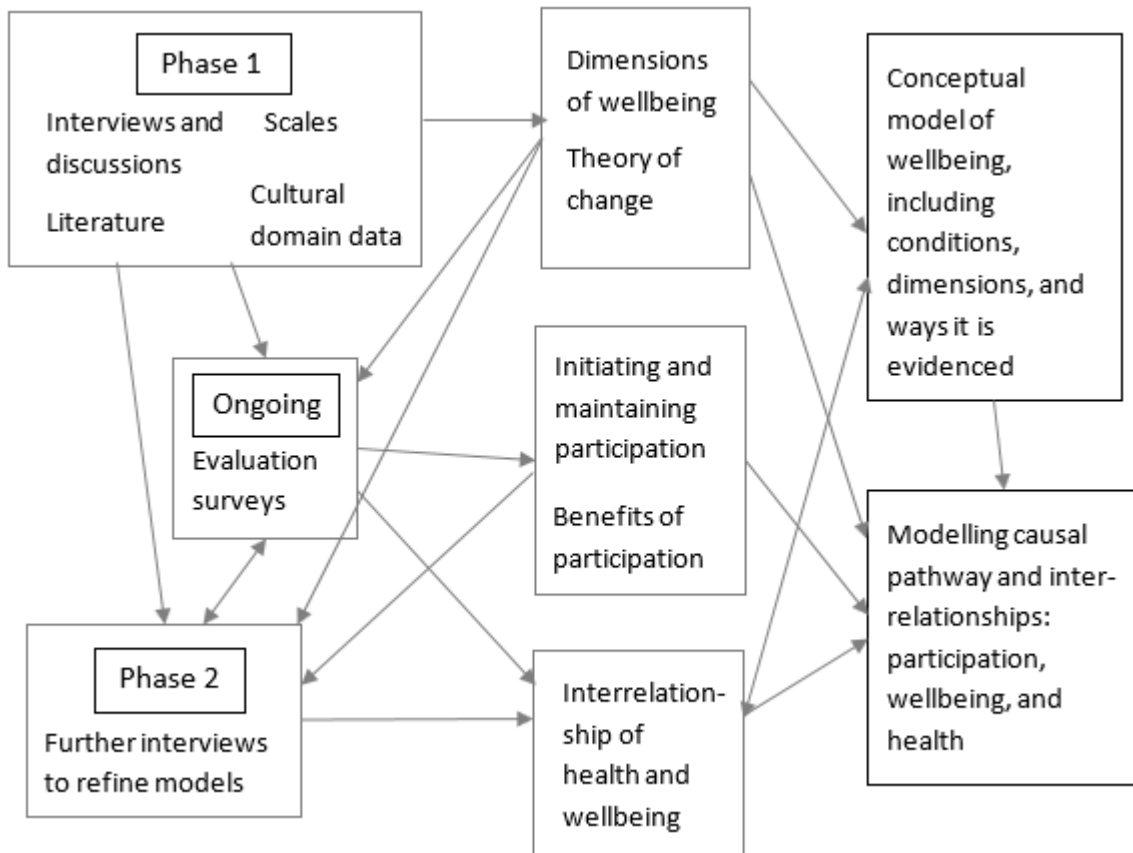 Phase 1
Interviews and
discussions
Literature
Scales
Cultural
domain data
Ongoing
Evaluation
surveys
Phase 2
Further interviews
to refine models
Dimensions
of wellbeing
Theory of
change
Initiating and
maintaining
participation
Benefits of
participation
Interrelation-
ship of
health and
wellbeing
Conceptual
model of
wellbeing,
including
conditions,
dimensions, and
ways it is
evidenced
Modelling causal
pathway and inter-
relationships:
participation,
wellbeing, and
health